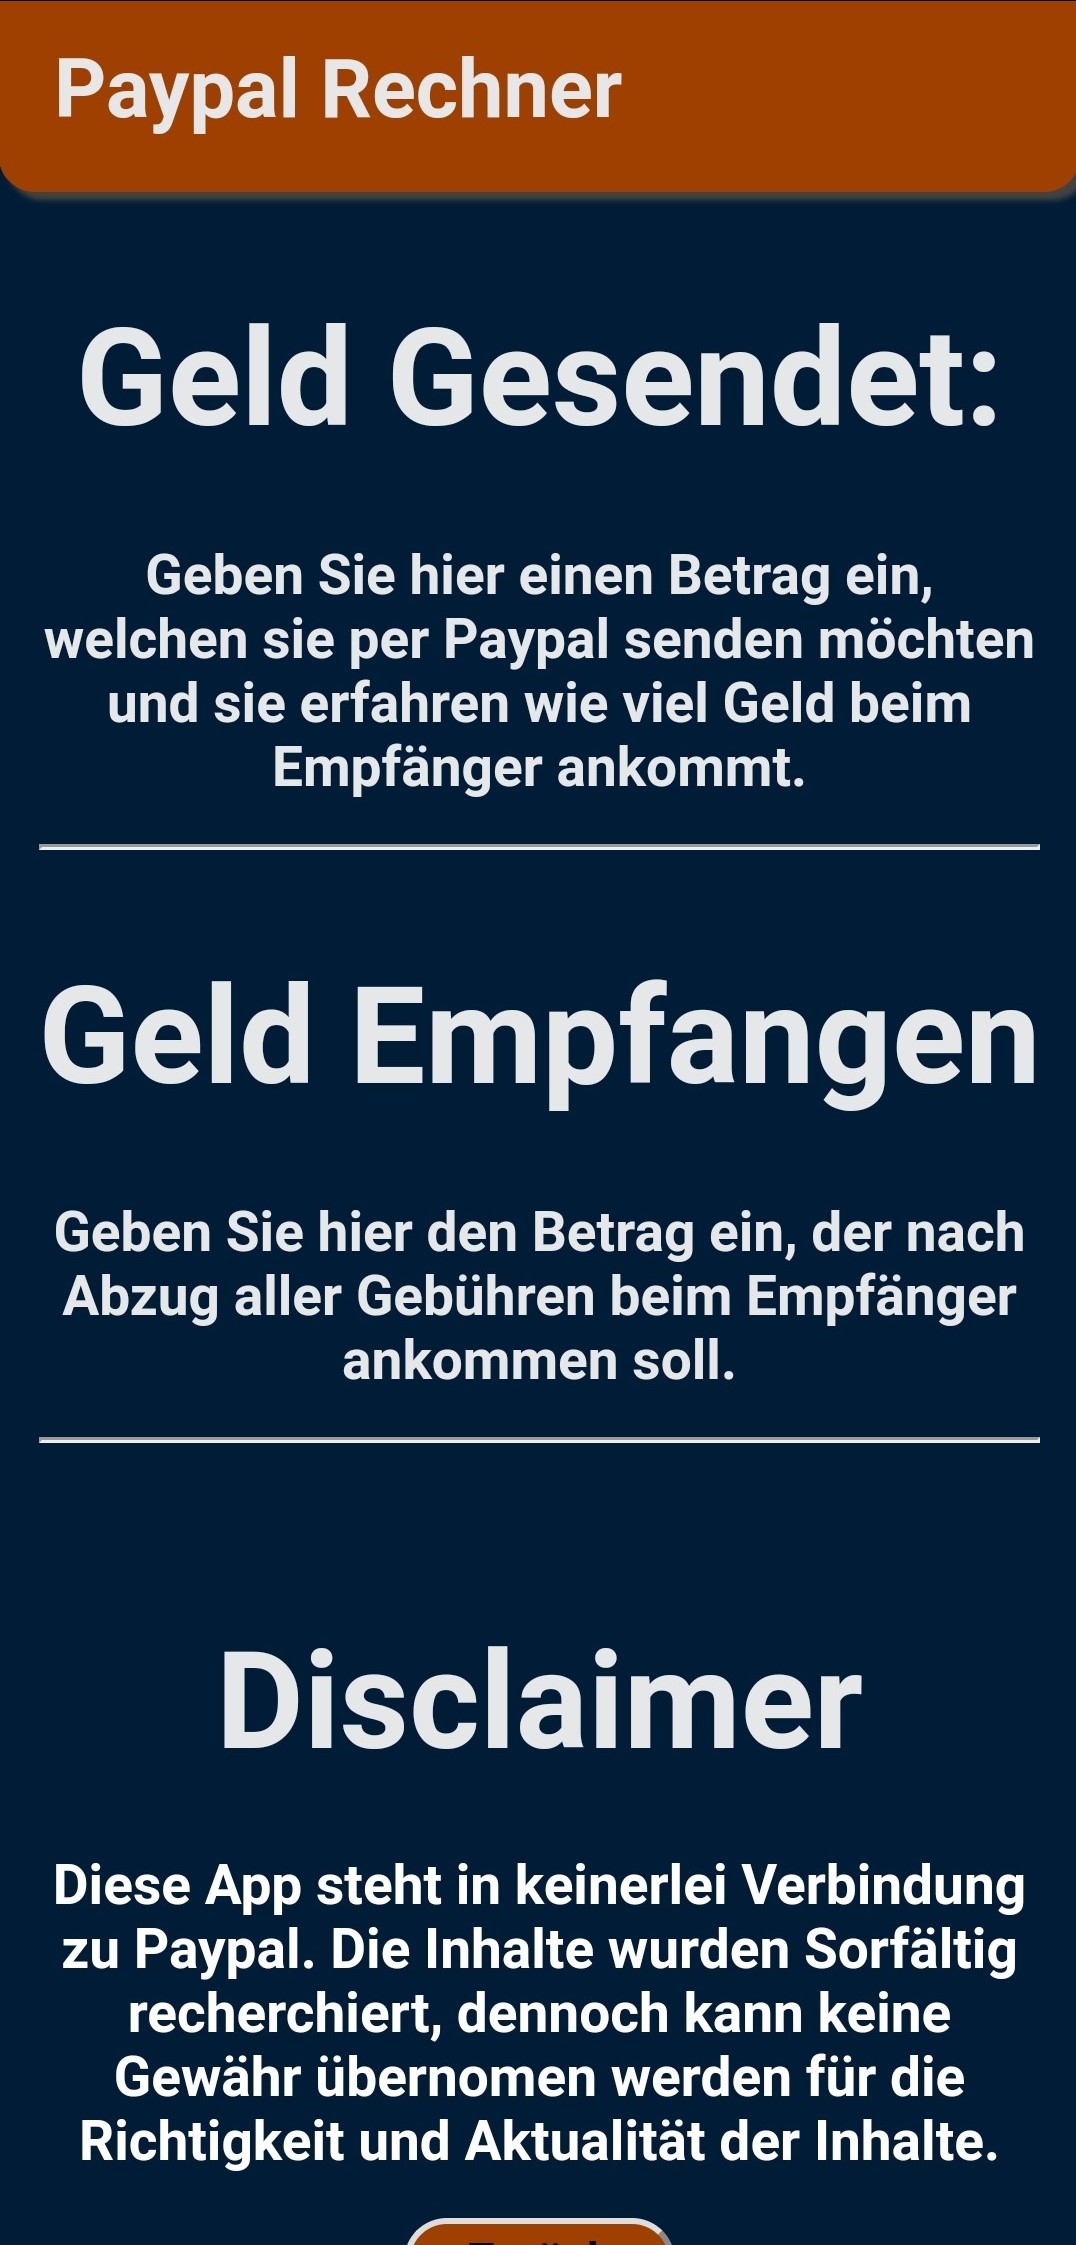 Paypal Rechner
Geld Gesendet:
Geben Sie hier einen Betrag ein,
welchen sie per Paypal senden möchten
und sie erfahren wie viel Geld beim
Empfänger ankommt.
Geld Empfangen
Geben Sie hier den Betrag ein, der nach
Abzug aller Gebühren beim Empfänger
ankommen soll.
Disclaimer
Diese App steht in keinerlei Verbindung
zu Paypal. Die Inhalte wurden Sorfältig
recherchiert, dennoch kann keine
Gewähr übernomen werden für die
Richtigkeit und Aktualität der Inhalte.